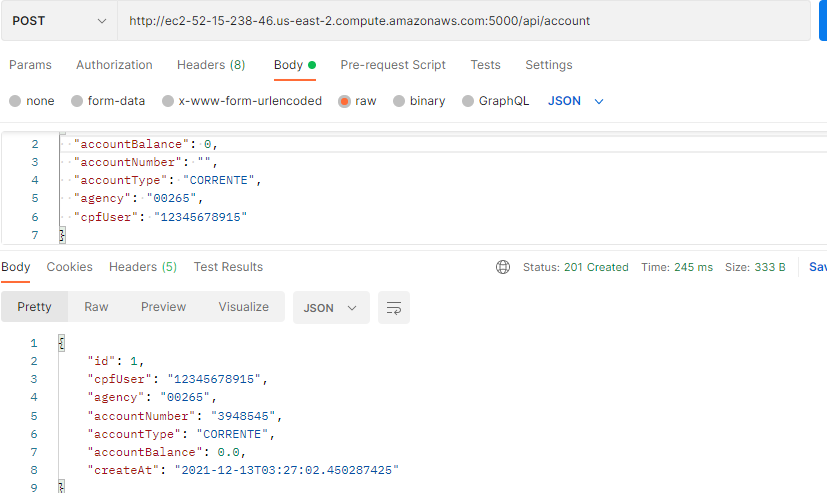 POST http://ec2-52-15-238-46.us-east-2.compute.amazonaws.com:5000/api/account
Params Authorization Headers (8) Body Pre-request Script Tests Settings
none form-data x-www-form-urlencoded raw binary GraphQL JSON
2 "accountBalance": 0,
3 "accountNumber": "",
4 "accountType": "CORRENTE",
5 "agency": "00265",
6 "cpfUser": "12345678915"
7 }
Body Cookies Headers (5) Test Results Status: 201 Created Time: 245 ms Size: 333 B Sav
Pretty Raw Preview Visualize JSON
1 {
2 "id": 1,
3 "cpfUser": "12345678915",
4 "agency": "00265",
5 "accountNumber": "3948545",
6 "accountType": "CORRENTE",
7 "accountBalance": 0.0,
8 "createAt": "2021-12-13T03:27:02.450287425"
9 }